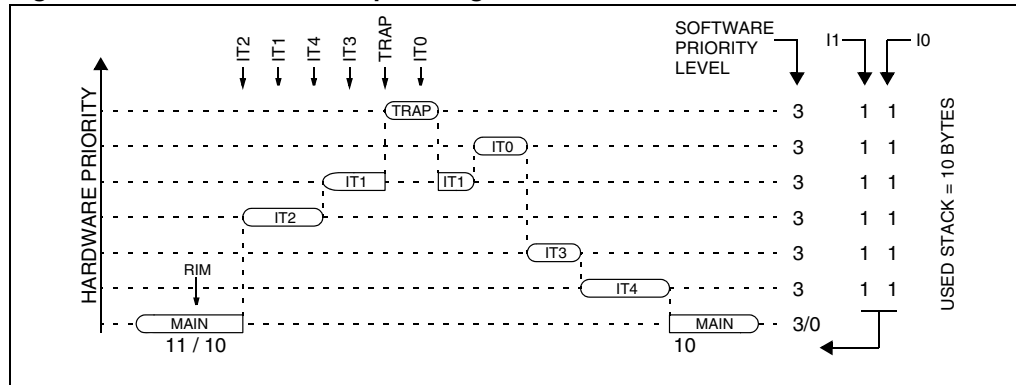 IT2
IT1
IT4
IT3
TRAP
IT0
SOFTWARE
PRIORITY
LEVEL
I1
I0
HARDWARE PRIORITY
USED STACK = 10 BYTES
TRAP
3
1 1
IT0
3
1 1
IT1
IT1
3
1 1
IT2
3
1 1
IT3
3
1 1
RIM
IT4
3
1 1
MAIN
MAIN
3/0
11 / 10
10